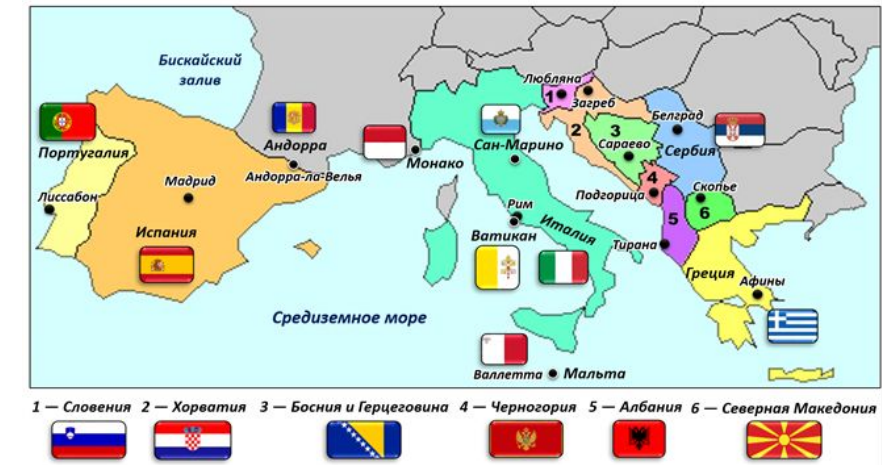 Бискайский
залив
Любляна
1
Загреб
2
3
Сараево
Белград
Сербия
Португалия
Андорра
Андорра-ла-Велья
Монако
Сан-Марино
Лиссабон
Мадрид
Испания
Рим
Ватикан
Италия
4
Подгорица
5
Скопье
6
Тирана
Греция
Афины
Средиземное море
Валлетта
Мальта
1 — Словения 2 — Хорватия 3 — Босния и Герцеговина 4 — Черногория 5 — Албания 6 — Северная Македония